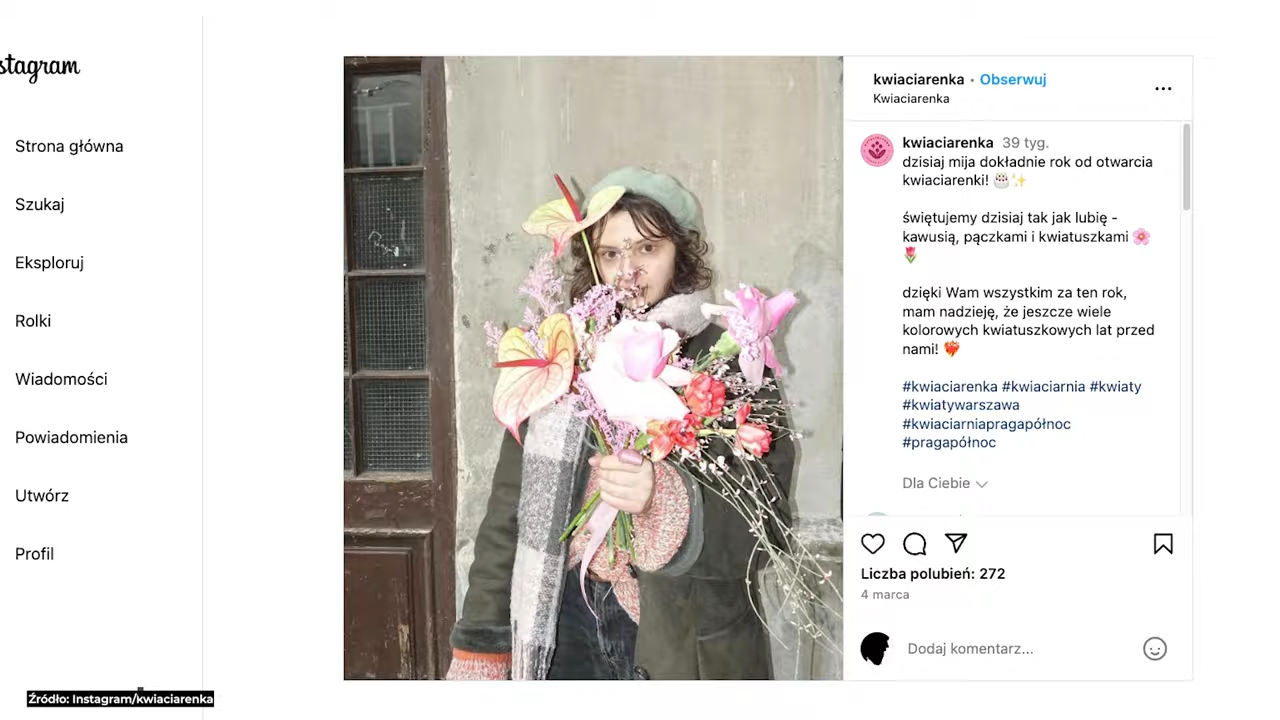 stagram
Strona główna
Szukaj
Eksploruj
Rolki
Wiadomości
Powiadomienia
Utwórz
Profil
Źródło: Instagram/kwiaciarenka
kwiaciarenka · Obserwuj
Kwiaciarenka
kwiaciarenka 39 tyg.
dzisiaj mija dokładnie rok od otwarcia
kwiaciarenki! 🎂✨
świętujemy dzisiaj tak jak lubię -
kawusią, pączkami i kwiatuszkami 🌸
🌷
dzięki Wam wszystkim za ten rok,
mam nadzieję, że jeszcze wiele
kolorowych kwiatuszkowych lat przed
nami! ❤️‍🔥
#kwiaciarenka #kwiaciarnia #kwiaty
#kwiatywarszawa
#kwiaciarniapragapółnoc
#pragapółnoc
Dla Ciebie
Liczba polubień: 272
4 marca
Dodaj komentarz...